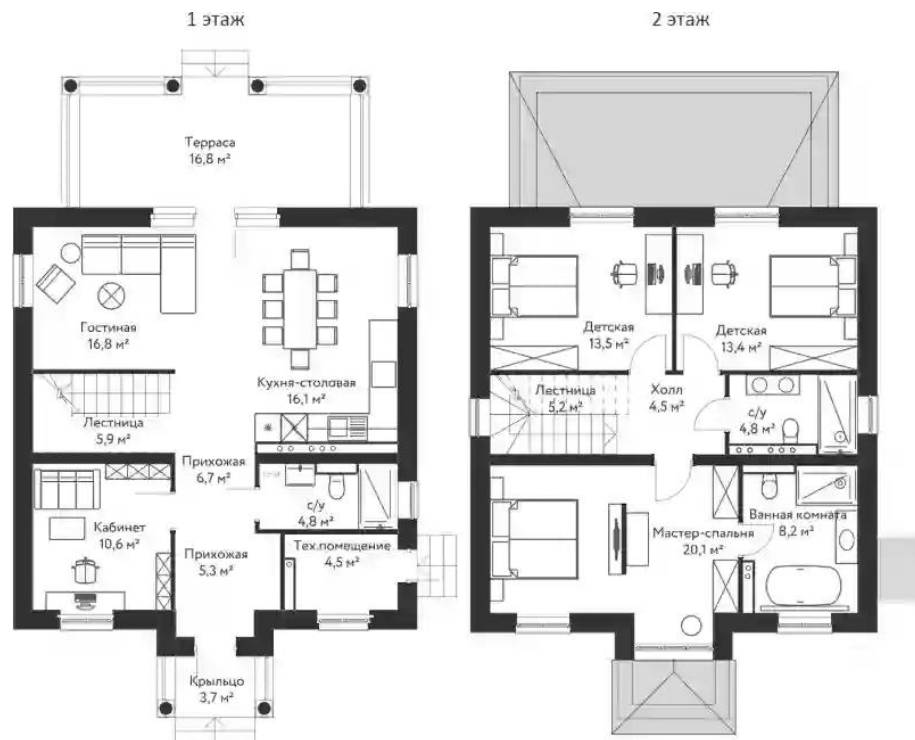 1 этаж
2 этаж
Терраса
16,8 м²
Гостиная
16,8 м²
Кухня-столовая
16,1 м²
Лестница
5,9 м²
Прихожая
6,7 м²
с/у
4,8 м²
Кабинет
10,6 м²
Прихожая
5,3 м²
Тех.помещение
4,5 м²
Крыльцо
3,7 м²
Детская
13,5 м²
Детская
13,4 м²
Лестница
5,2 м²
Холл
4,5 м²
с/у
4,8 м²
Мастер-спальня
20,1 м²
Ванная комната
8,2 м²